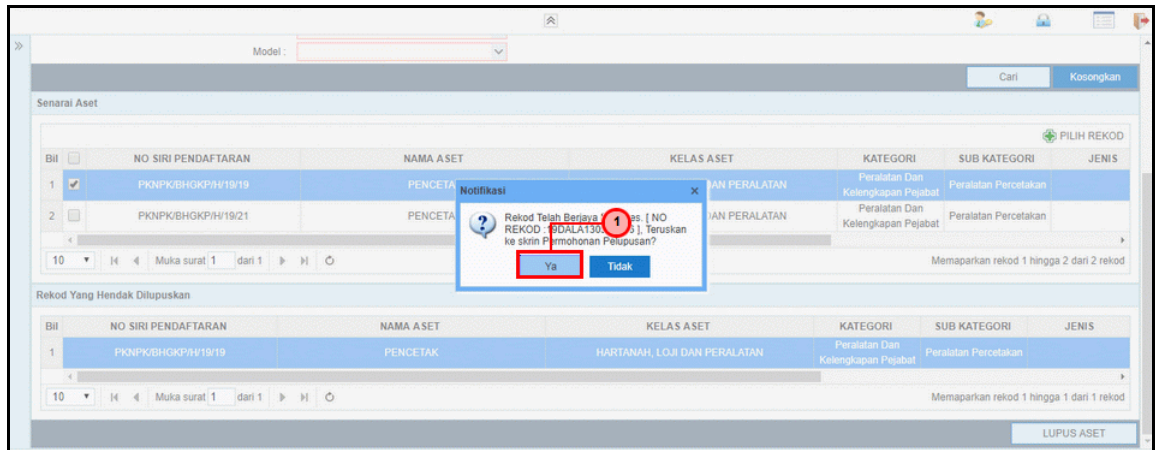 Model :
Cari Kosongkan
Senarai Aset
PILIH REKOD
Bil NO SIRI PENDAFTARAN NAMA ASET KELAS ASET KATEGORI SUB KATEGORI JENIS
1 PKNPK/BHGKP/H/19/19 PENCETA DAN PERALATAN Peralatan Dan Kelengkapan Pejabat Peralatan Percetakan
2 PKNPK/BHGKP/H/19/21 PENCETA DAN PERALATAN Peralatan Dan Kelengkapan Pejabat Peralatan Percetakan
Notifikasi x
Rekod Telah Berjaya es. [ NO
REKOD :19DALA130 6 ], Teruskan
ke skrin Permohonan Pelupusan?
1
Ya Tidak
10 Muka surat 1 dari 1 Memaparkan rekod 1 hingga 2 dari 2 rekod
Rekod Yang Hendak Dilupuskan
Bil NO SIRI PENDAFTARAN NAMA ASET KELAS ASET KATEGORI SUB KATEGORI JENIS
1 PKNPK/BHGKP/H/19/19 PENCETAK HARTANAH, LOJI DAN PERALATAN Peralatan Dan Kelengkapan Pejabat Peralatan Percetakan
10 Muka surat 1 dari 1 Memaparkan rekod 1 hingga 1 dari 1 rekod
LUPUS ASET